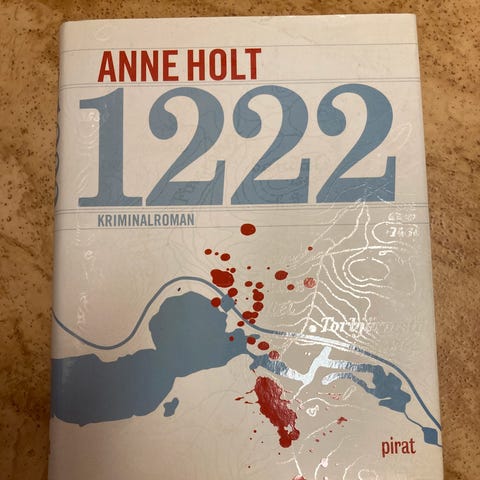 ANNE HOLT
1222
KRIMINALROMAN
pirat